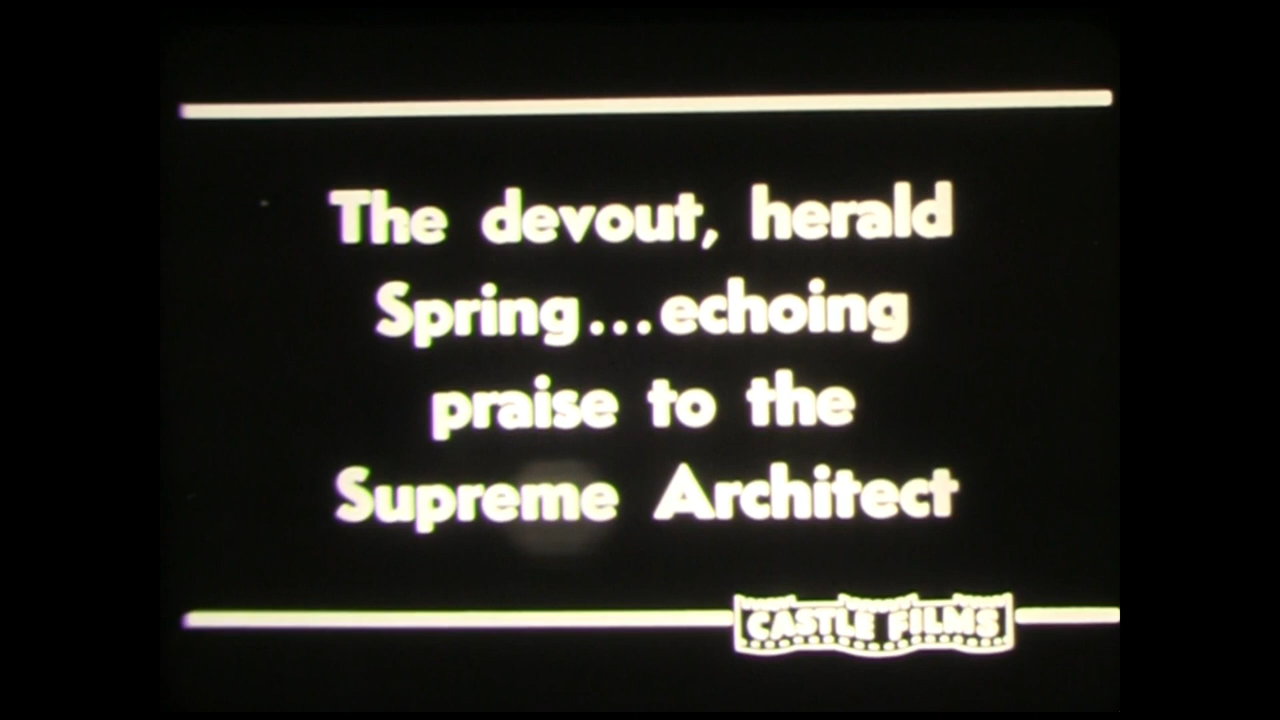 The devout, herald
Spring...echoing
praise to the
Supreme Architect
CASTLE FILMS